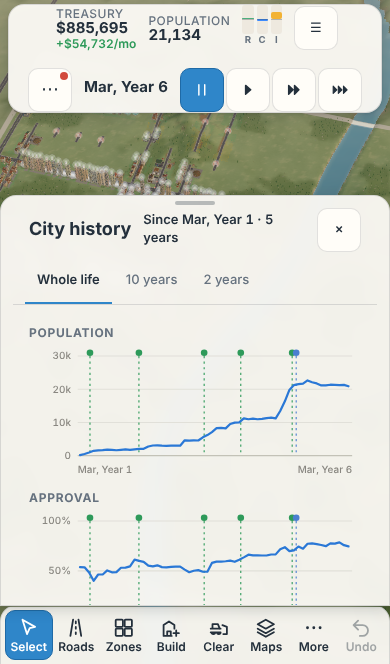 TREASURY
$885,695
+$54,732/mo
POPULATION
21,134
R C I
Mar, Year 6
City history
Since Mar, Year 1 · 5
years
Whole life
10 years
2 years
POPULATION
30k
20k
10k
0
Mar, Year 1
Mar, Year 6
APPROVAL
100%
50%
Select
Roads
Zones
Build
Clear
Maps
More
Undo